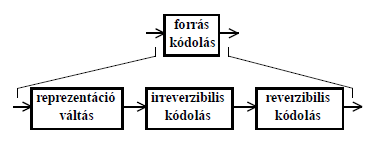 forrás
kódolás
reprezentáció
váltás
irreverzibilis
kódolás
reverzibilis
kódolás